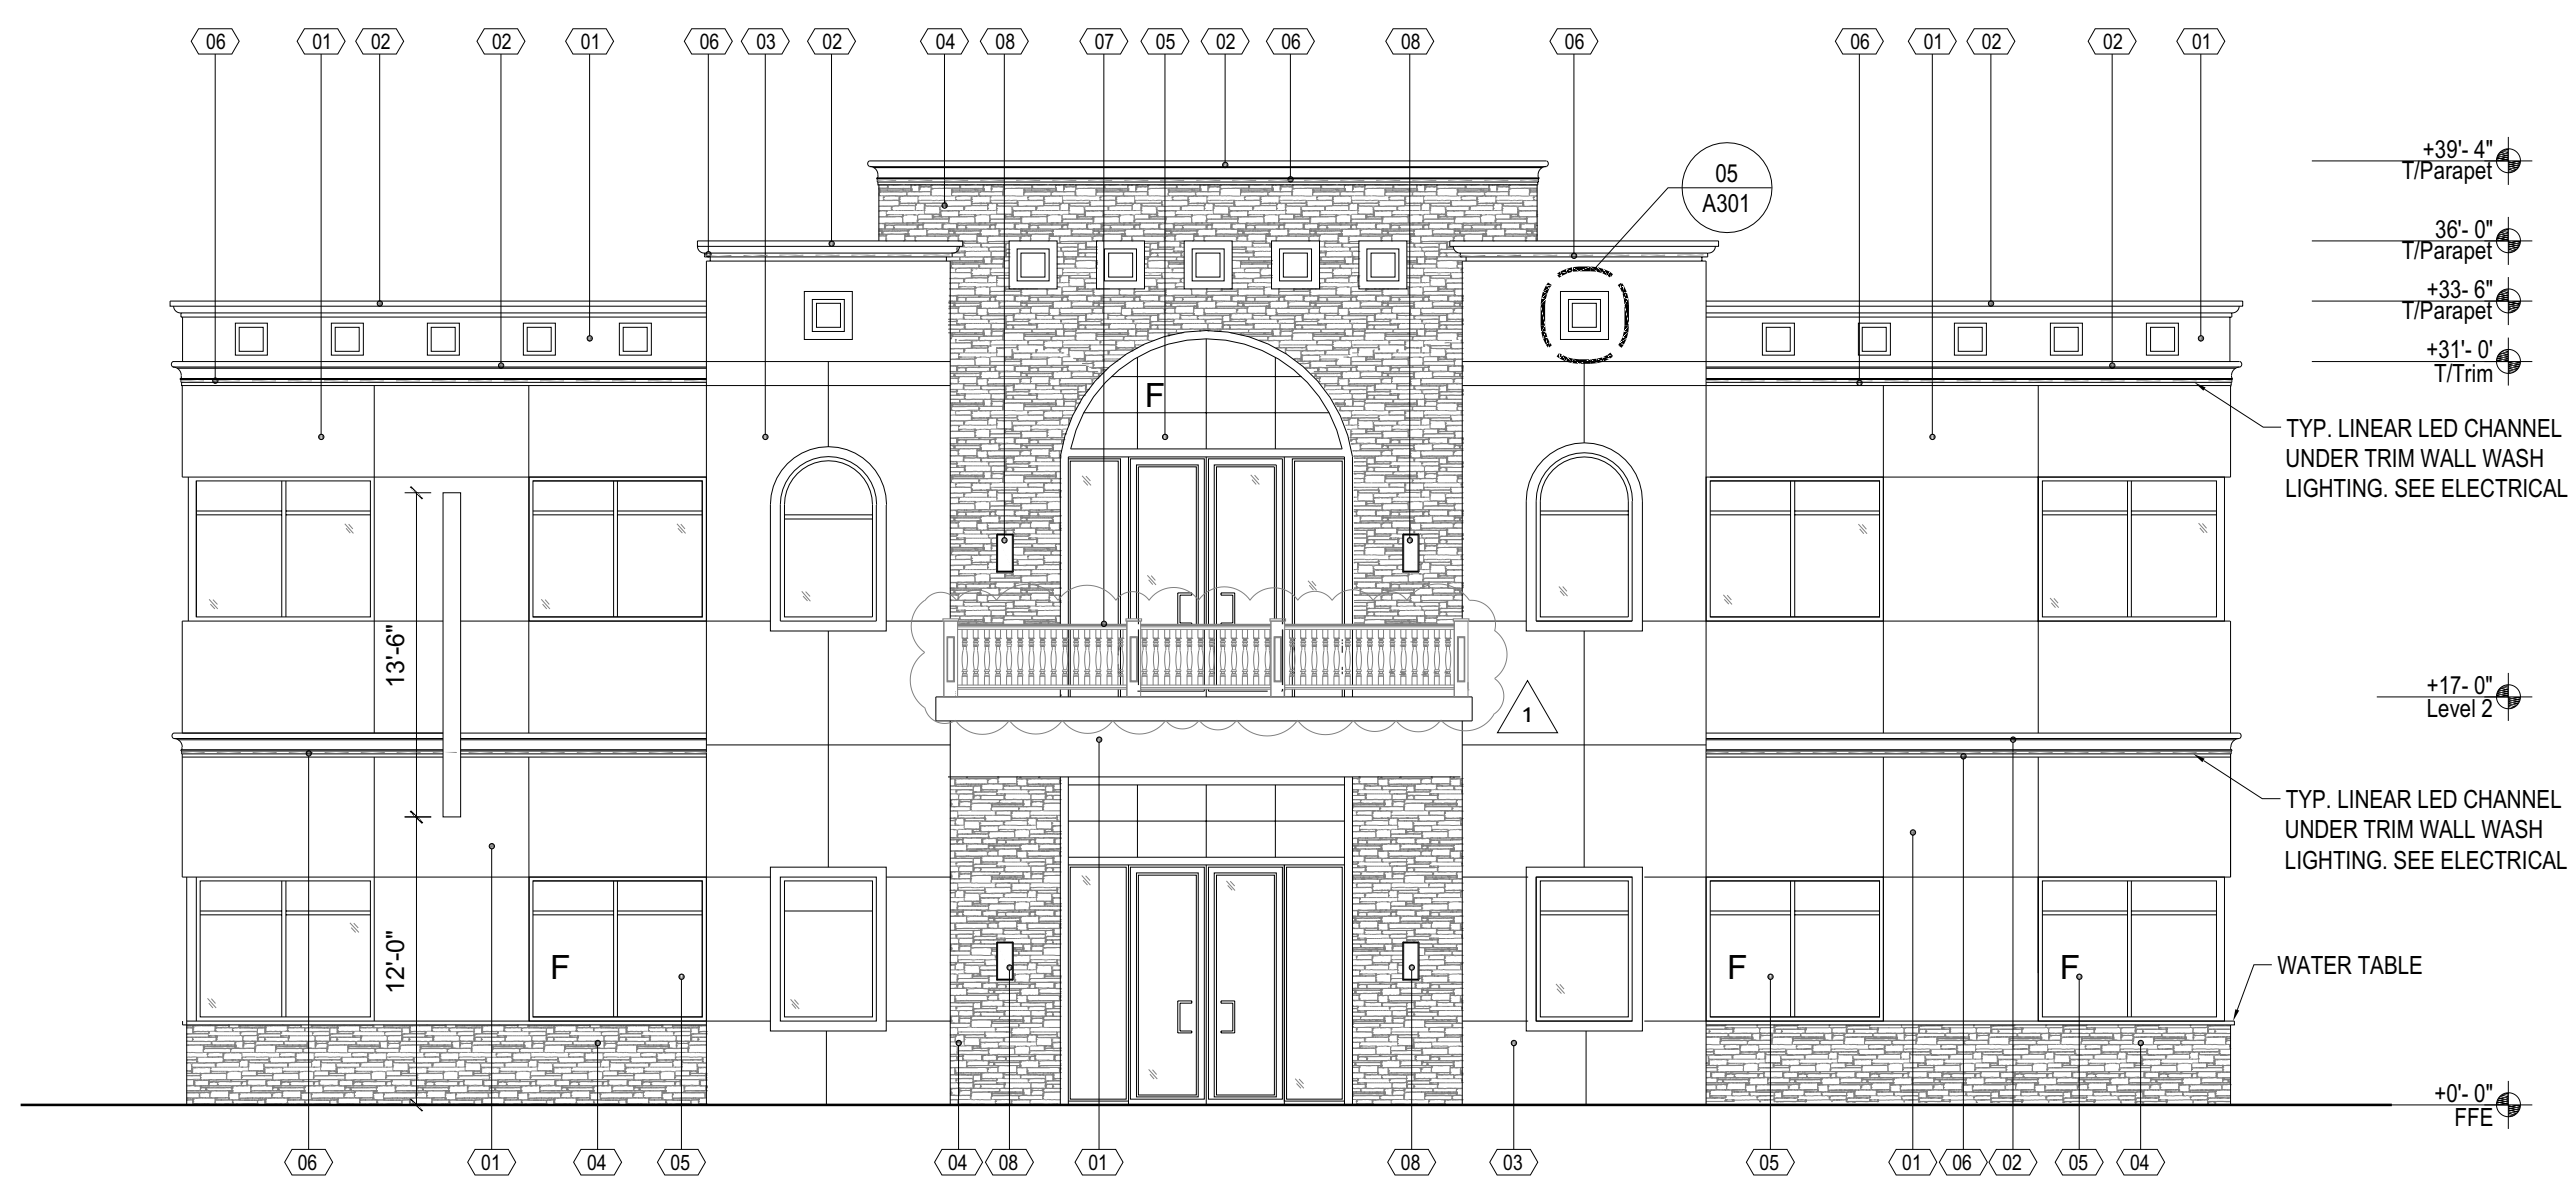 06 01 02 02 01 06 03 02 04 08 07 05 02 06 08 06 06 01 02 02 01
05
A301
+39'- 4"
T/Parapet
36'- 0"
T/Parapet
+33- 6"
T/Parapet
+31'- 0'
T/Trim
F
TYP. LINEAR LED CHANNEL
UNDER TRIM WALL WASH
LIGHTING. SEE ELECTRICAL
13'-6"
+17- 0"
Level 2
1
TYP. LINEAR LED CHANNEL
UNDER TRIM WALL WASH
LIGHTING. SEE ELECTRICAL
12'-0"
F
F
F
WATER TABLE
+0'- 0"
FFE
06 01 04 05 04 08 01 08 03 05 01 06 02 05 04